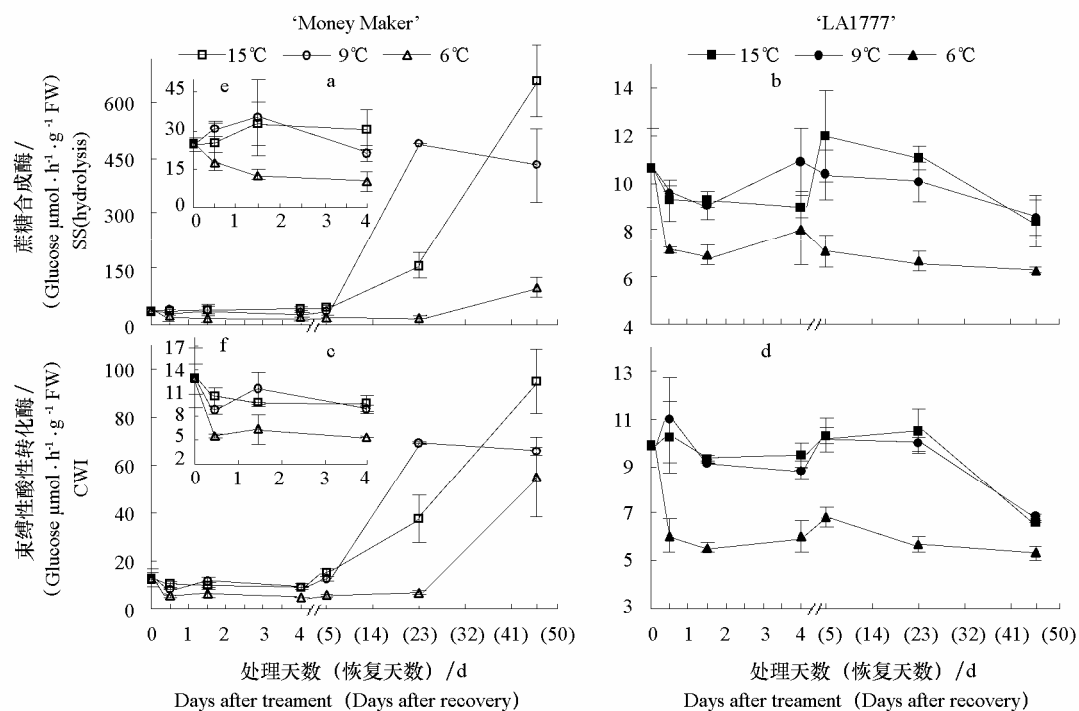 ‘Money Maker’
15℃ 9℃ 6℃
‘LA1777’
15℃ 9℃ 6℃
蔗糖合成酶/
(Glucose μmol·h⁻¹·g⁻¹ FW)
SS(hydrolysis)
600
450
300
150
0
e a
45
30
15
0
0 1 2 3 4
b
14
12
10
8
6
4
束缚性酸性转化酶/
(Glucose μmol·h⁻¹·g⁻¹ FW)
CWI
100
80
60
40
20
0
f c
17
14
11
8
5
2
0 1 2 3 4
d
13
11
9
7
5
3
0 1 2 3 4 (5) (14) (23) (32) (41) (50)
0 1 2 3 4 (5) (14) (23) (32) (41) (50)
处理天数（恢复天数）/d
Days after treament (Days after recovery)
处理天数（恢复天数）/d
Days after treament (Days after recovery)